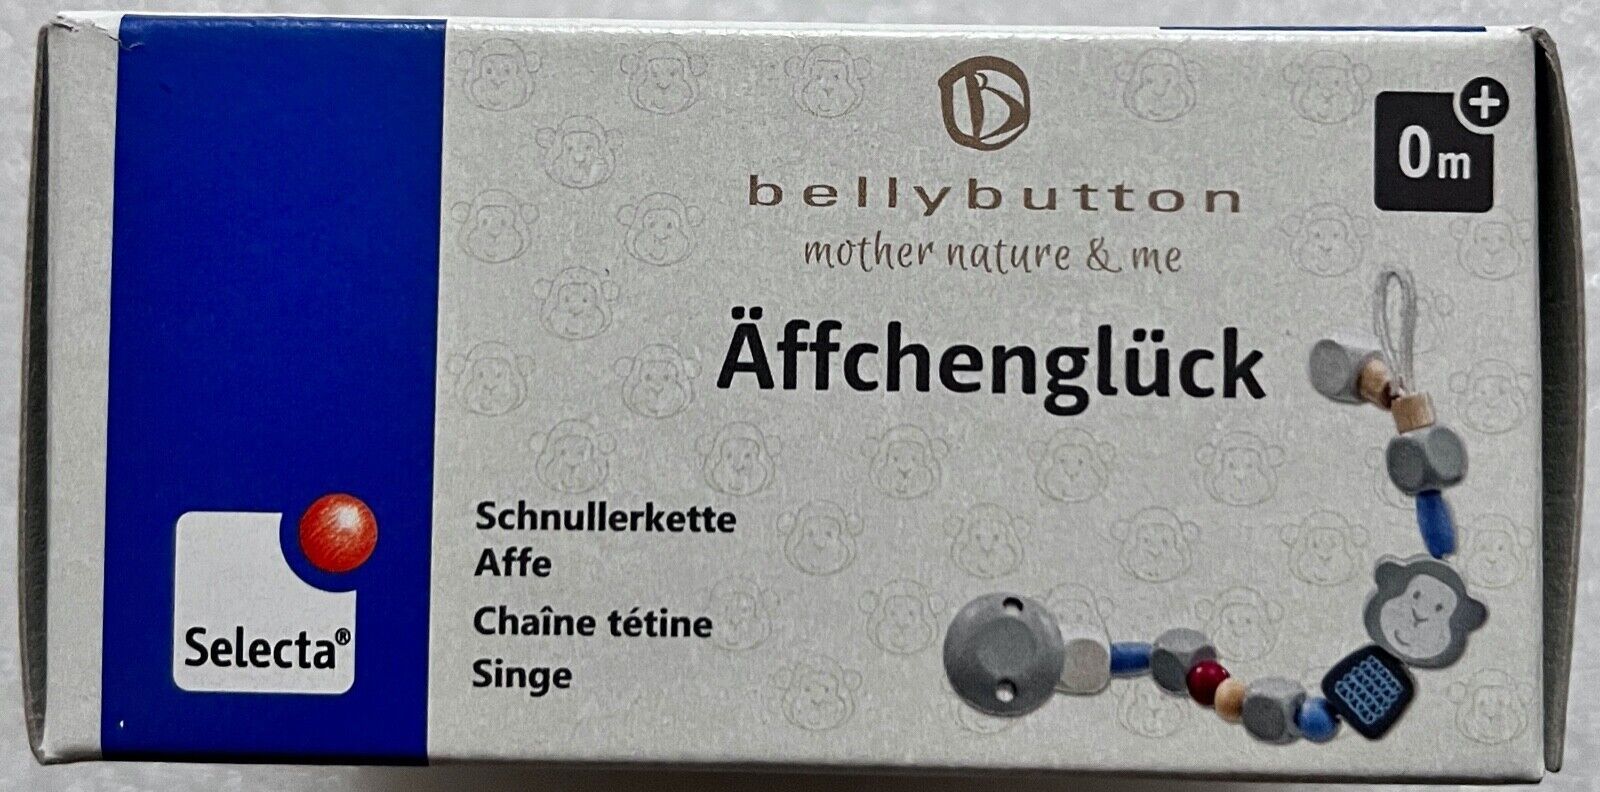 bellybutton
mother nature & me
0m+
Äffchenglück
Schnullerkette
Affe
Chaîne tétine
Singe
Selecta®